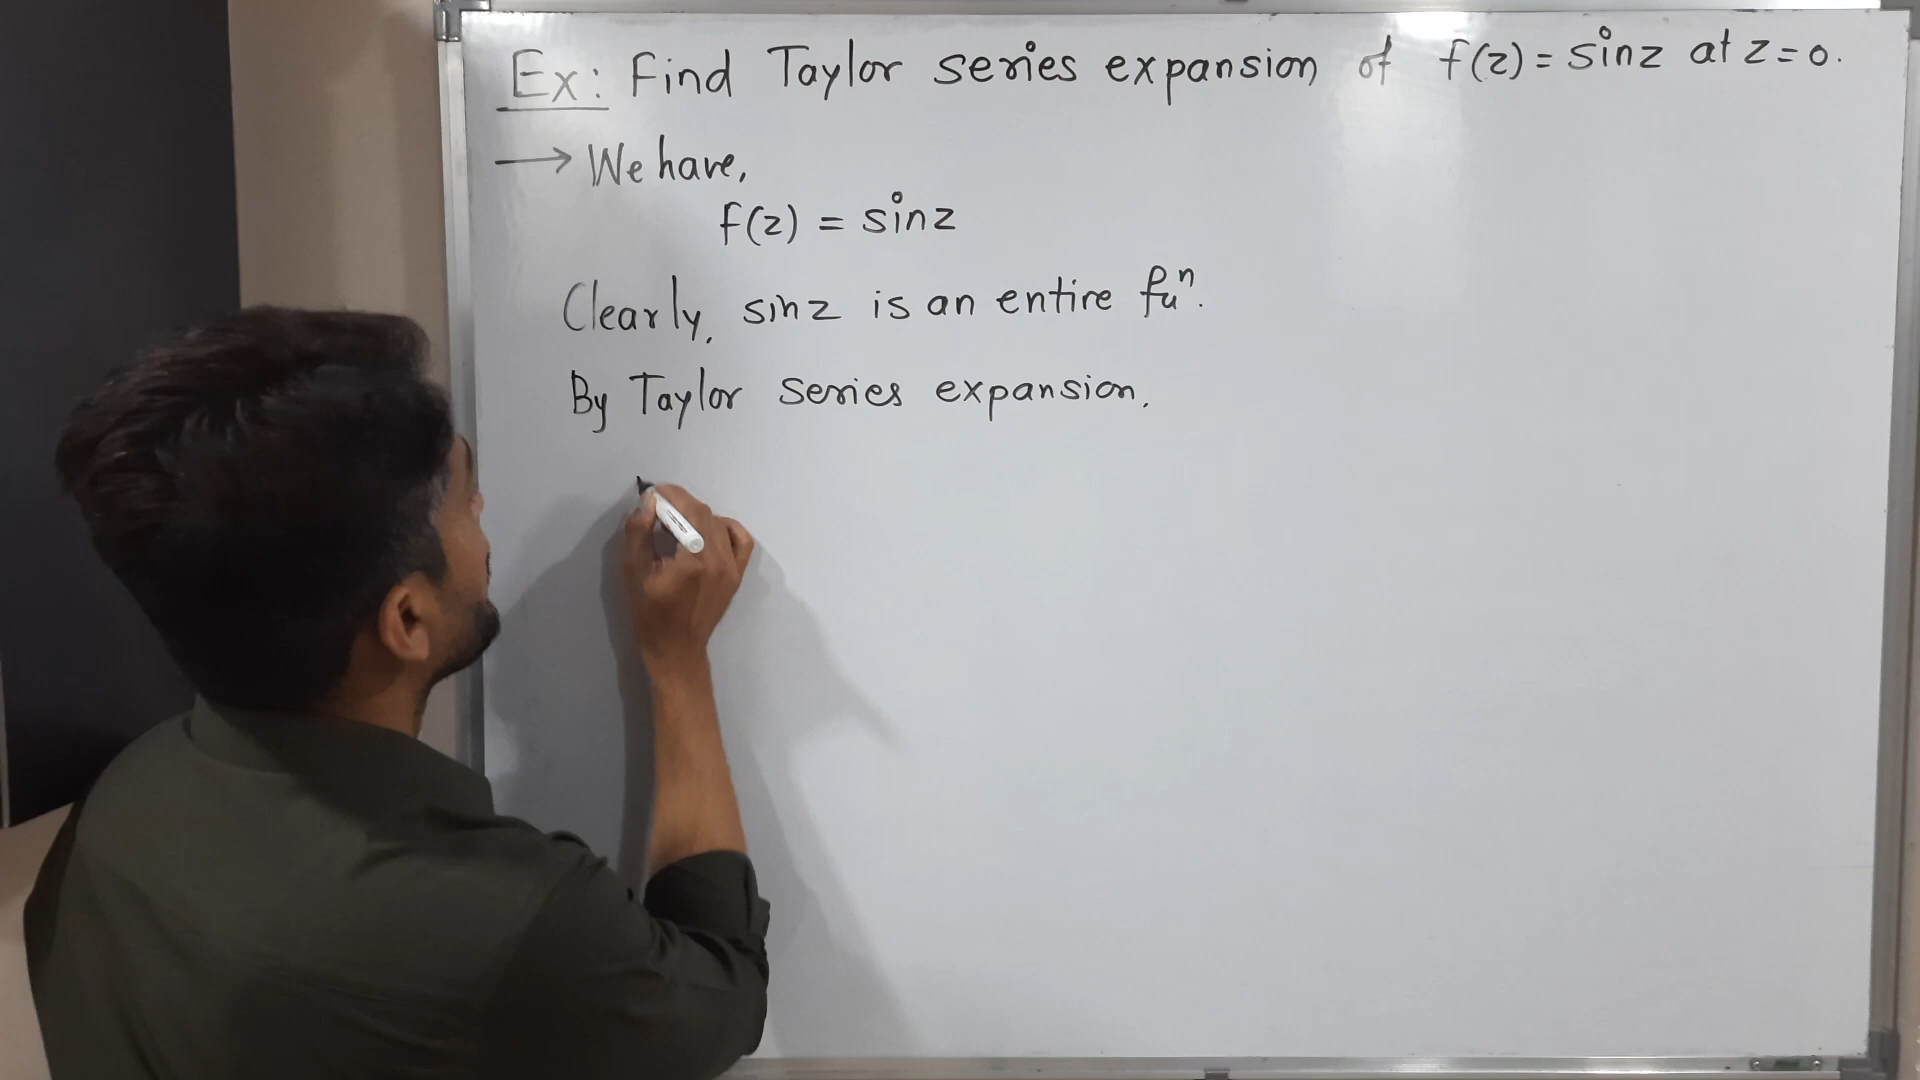 Ex: Find Taylor series expansion of f(z) = sinz at z=0.
→ We have,
f(z) = sinz
Clearly, sinz is an entire fuⁿ.
By Taylor series expansion,